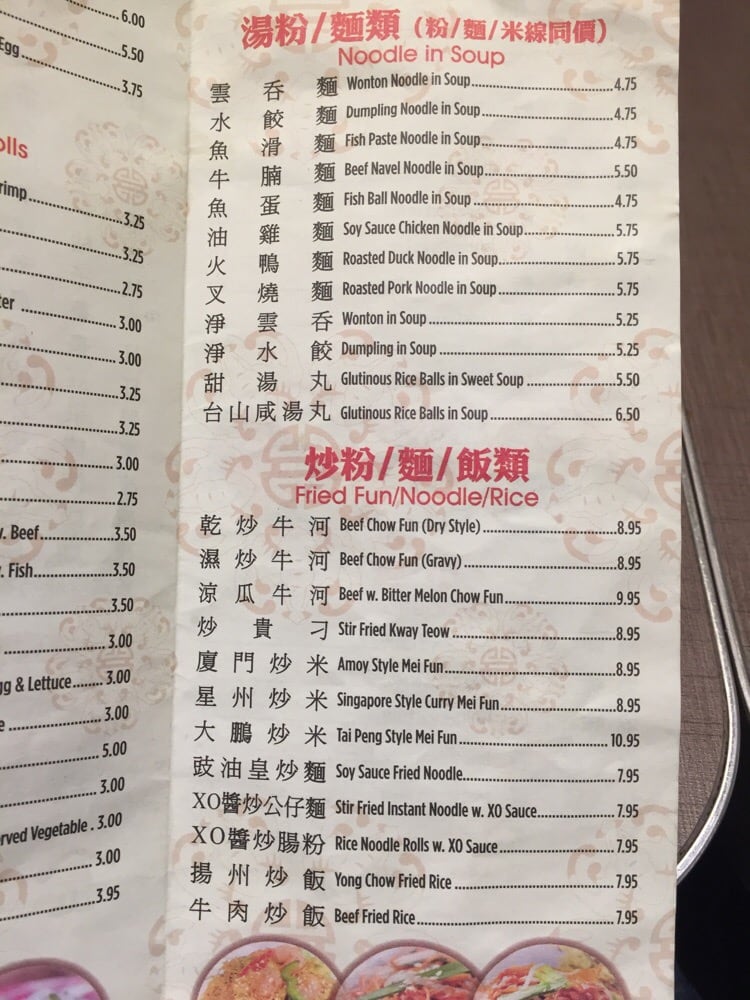 6.00
Egg
5.50
3.75
3.25
3.25
2.75
3.00
3.00
3.25
3.25
3.00
2.75
. Beef 3.50
. Fish 3.50
3.50
3.00
& Lettuce 3.00
3.00
5.00
3.00
Vegetable . 3.00
3.00
3.95
湯粉/麵類 (粉/麵/米線同價)
Noodle in Soup
雲吞麵 Wonton Noodle in Soup 4.75
水餃麵 Dumpling Noodle in Soup 4.75
魚滑麵 Fish Paste Noodle in Soup 4.75
牛腩麵 Beef Navel Noodle in Soup 5.50
魚蛋麵 Fish Ball Noodle in Soup 4.75
油雞麵 Soy Sauce Chicken Noodle in Soup 5.75
火鴨麵 Roasted Duck Noodle in Soup 5.75
叉燒麵 Roasted Pork Noodle in Soup 5.75
淨雲吞 Wonton in Soup 5.25
淨水餃 Dumpling in Soup 5.25
甜湯丸 Glutinous Rice Balls in Sweet Soup 5.50
台山咸湯丸 Glutinous Rice Balls in Soup 6.50
炒粉/麵/飯類
Fried Fun/Noodle/Rice
乾炒牛河 Beef Chow Fun (Dry Style) 8.95
濕炒牛河 Beef Chow Fun (Gravy) 8.95
涼瓜牛河 Beef w. Bitter Melon Chow Fun 9.95
炒貴刁 Stir Fried Kway Teow 8.95
廈門炒米 Amoy Style Mei Fun 8.95
星州炒米 Singapore Style Curry Mei Fun 8.95
大鵬炒米 Tai Peng Style Mei Fun 10.95
豉油皇炒麵 Soy Sauce Fried Noodle 7.95
XO醬炒公仔麵 Stir Fried Instant Noodle w. XO Sauce 7.95
XO醬炒腸粉 Rice Noodle Rolls w. XO Sauce 7.95
揚州炒飯 Yong Chow Fried Rice 7.95
牛肉炒飯 Beef Fried Rice 7.95